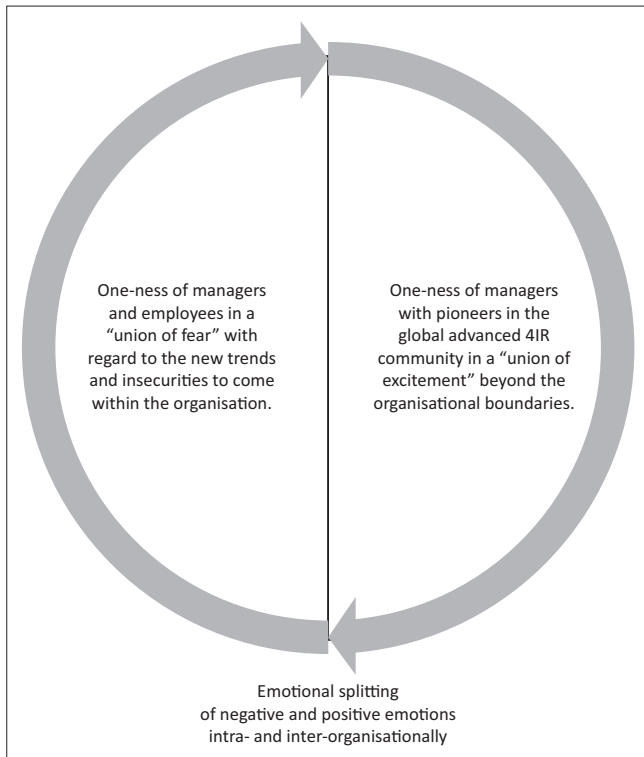 One-ness of managers
and employees in a
“union of fear” with
regard to the new trends
and insecurities to come
within the organisation.
One-ness of managers
with pioneers in the
global advanced 4IR
community in a “union of
excitement” beyond the
organisational boundaries.
Emotional splitting
of negative and positive emotions
intra- and inter-organisationally